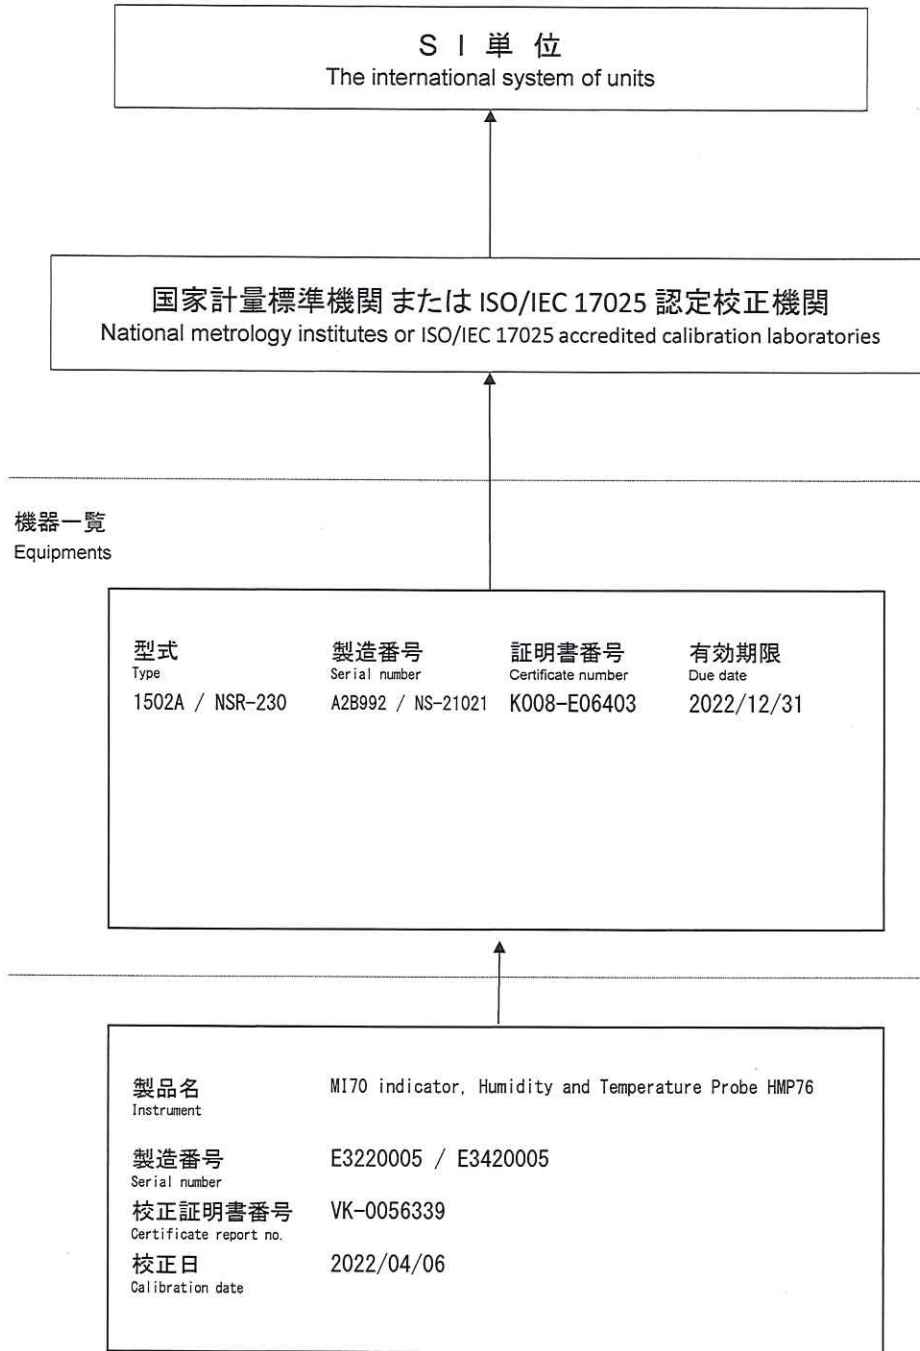 SI単位
The international system of units
国家計量標準機関 または ISO/IEC 17025 認定校正機関
National metrology institutes or ISO/IEC 17025 accredited calibration laboratories
機器一覧
Equipments
型式 製造番号 証明書番号 有効期限
Type Serial number Certificate number Due date
1502A / NSR-230 A2B992 / NS-21021 K008-E06403 2022/12/31
製品名 MI70 indicator, Humidity and Temperature Probe HMP76
Instrument
製造番号 E3220005 / E3420005
Serial number
校正証明書番号 VK-0056339
Certificate report no.
校正日 2022/04/06
Calibration date